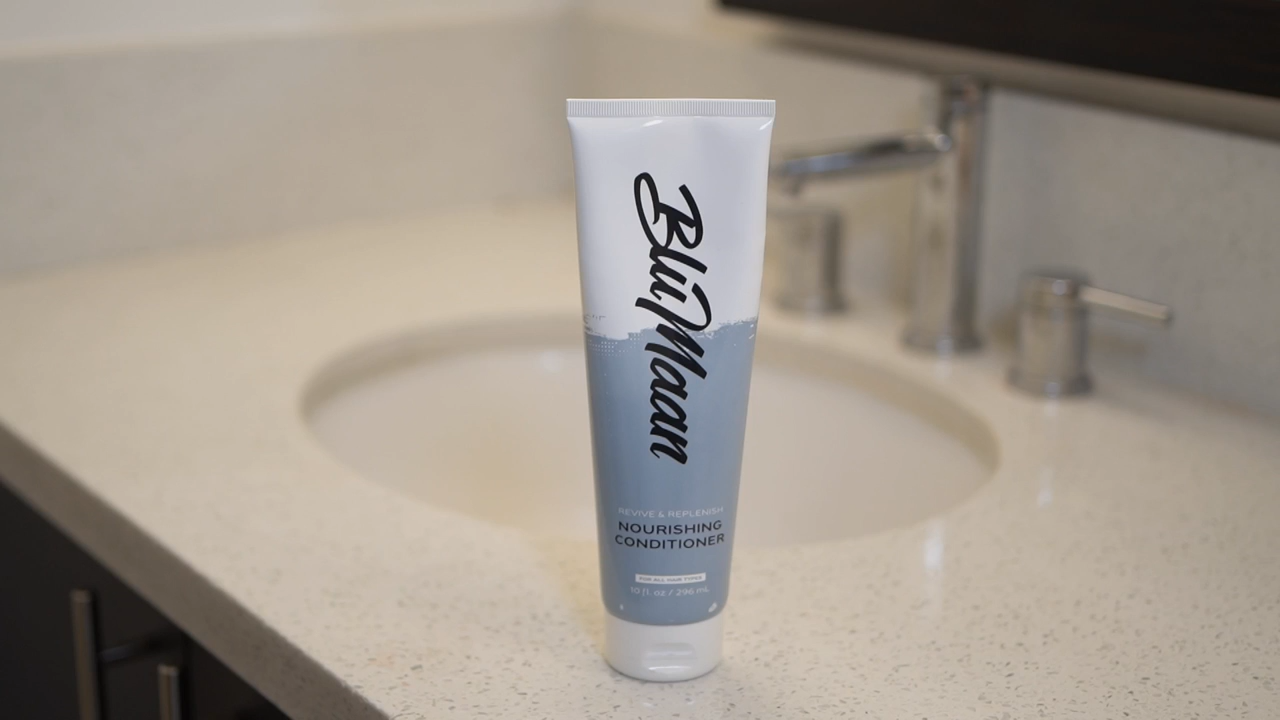 BluMaan
REVIVE & REPLENISH
NOURISHING
CONDITIONER
FOR ALL HAIR TYPES
10 fl. oz / 296 mL